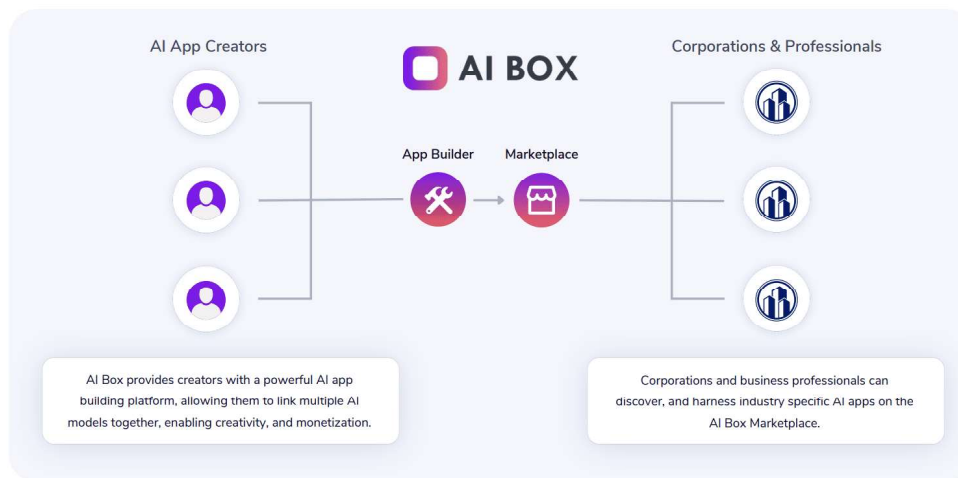 AI App Creators
AI BOX
Corporations & Professionals
App Builder
Marketplace
AI Box provides creators with a powerful AI app
building platform, allowing them to link multiple AI
models together, enabling creativity, and monetization.
Corporations and business professionals can
discover, and harness industry specific AI apps on the
AI Box Marketplace.